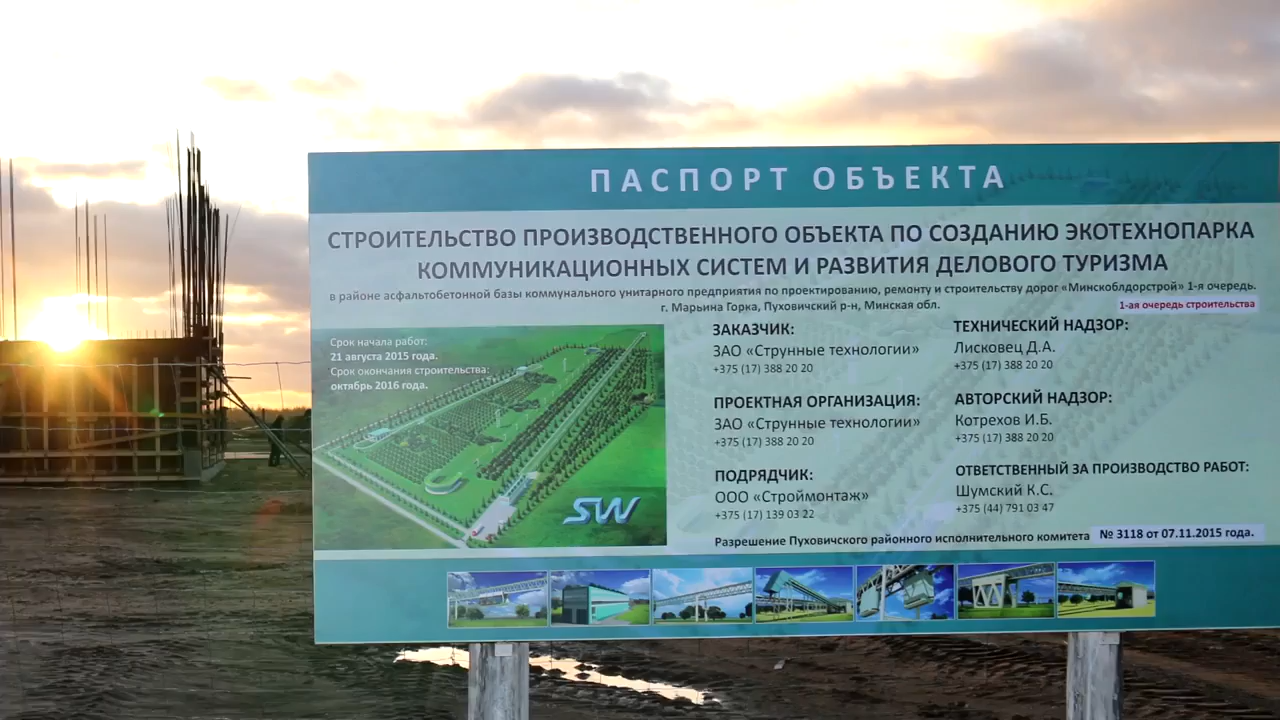 ПАСПОРТ ОБЪЕКТА
СТРОИТЕЛЬСТВО ПРОИЗВОДСТВЕННОГО ОБЪЕКТА ПО СОЗДАНИЮ ЭКОТЕХНОПАРКА
КОММУНИКАЦИОННЫХ СИСТЕМ И РАЗВИТИЯ ДЕЛОВОГО ТУРИЗМА
в районе асфальтобетонной базы коммунального унитарного предприятия по проектированию, ремонту и строительству дорог «Минскоблдорстрой» 1-я очередь.
г. Марьина Горка, Пуховичский р-н, Минская обл.
1-ая очередь строительства
Срок начала работ:
21 августа 2015 года.
Срок окончания строительства:
октябрь 2016 года.
SW
ЗАКАЗЧИК:
ЗАО «Струнные технологии»
+375 (17) 388 20 20
ПРОЕКТНАЯ ОРГАНИЗАЦИЯ:
ЗАО «Струнные технологии»
+375 (17) 388 20 20
ПОДРЯДЧИК:
ООО «Строймонтаж»
+375 (17) 139 03 22
ТЕХНИЧЕСКИЙ НАДЗОР:
Лисковец Д.А.
+375 (17) 388 20 20
АВТОРСКИЙ НАДЗОР:
Котрехов И.Б.
+375 (17) 388 20 20
ОТВЕТСТВЕННЫЙ ЗА ПРОИЗВОДСТВО РАБОТ:
Шумский К.С.
+375 (44) 791 03 47
Разрешение Пуховичского районного исполнительного комитета № 3118 от 07.11.2015 года.